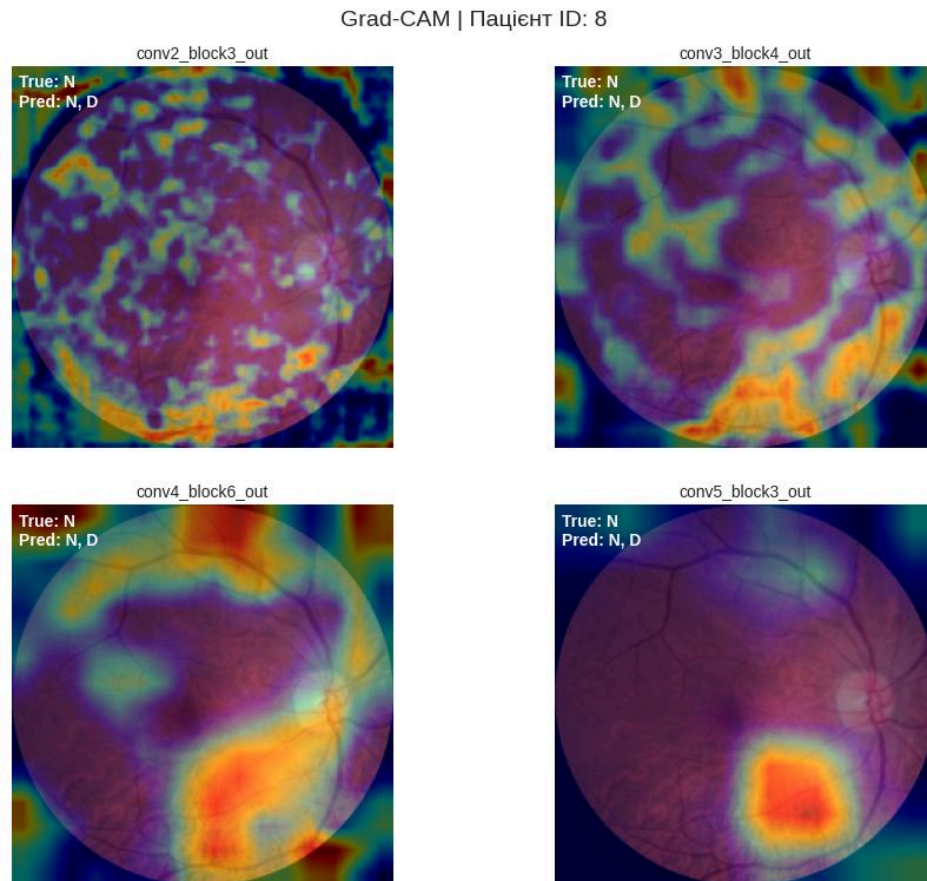 Grad-CAM | Пацієнт ID: 8
conv2_block3_out
True: N
Pred: N, D
conv3_block4_out
True: N
Pred: N, D
conv4_block6_out
True: N
Pred: N, D
conv5_block3_out
True: N
Pred: N, D